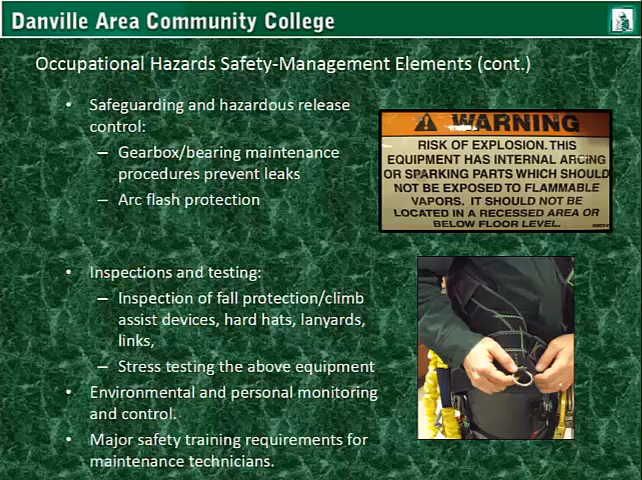 Danville Area Community College
Occupational Hazards Safety-Management Elements (cont.)
• Safeguarding and hazardous release
control:
– Gearbox/bearing maintenance
procedures prevent leaks
– Arc flash protection
WARNING
RISK OF EXPLOSION. THIS
EQUIPMENT HAS INTERNAL ARCING
OR SPARKING PARTS WHICH SHOULD
NOT BE EXPOSED TO FLAMMABLE
VAPORS. IT SHOULD NOT BE
LOCATED IN A RECESSED AREA OR
BELOW FLOOR LEVEL.
• Inspections and testing:
– Inspection of fall protection/climb
assist devices, hard hats, lanyards,
links,
– Stress testing the above equipment
• Environmental and personal monitoring
and control.
• Major safety training requirements for
maintenance technicians.